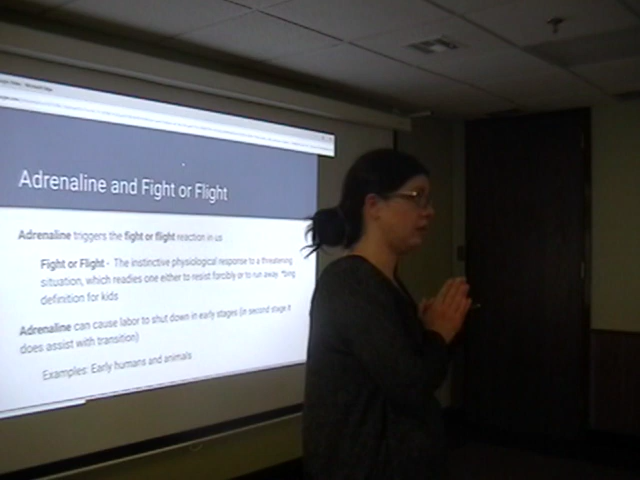 Adrenaline and Fight or Flight
Adrenaline triggers the fight or flight reaction in us
Fight or Flight - The instinctive physiological response to a threatening
situation, which readies one either to resist forcibly or to run away *bing
definition for kids
Adrenaline can cause labor to shut down in early stages (in second stage it
does assist with transition)
Examples: Early humans and animals